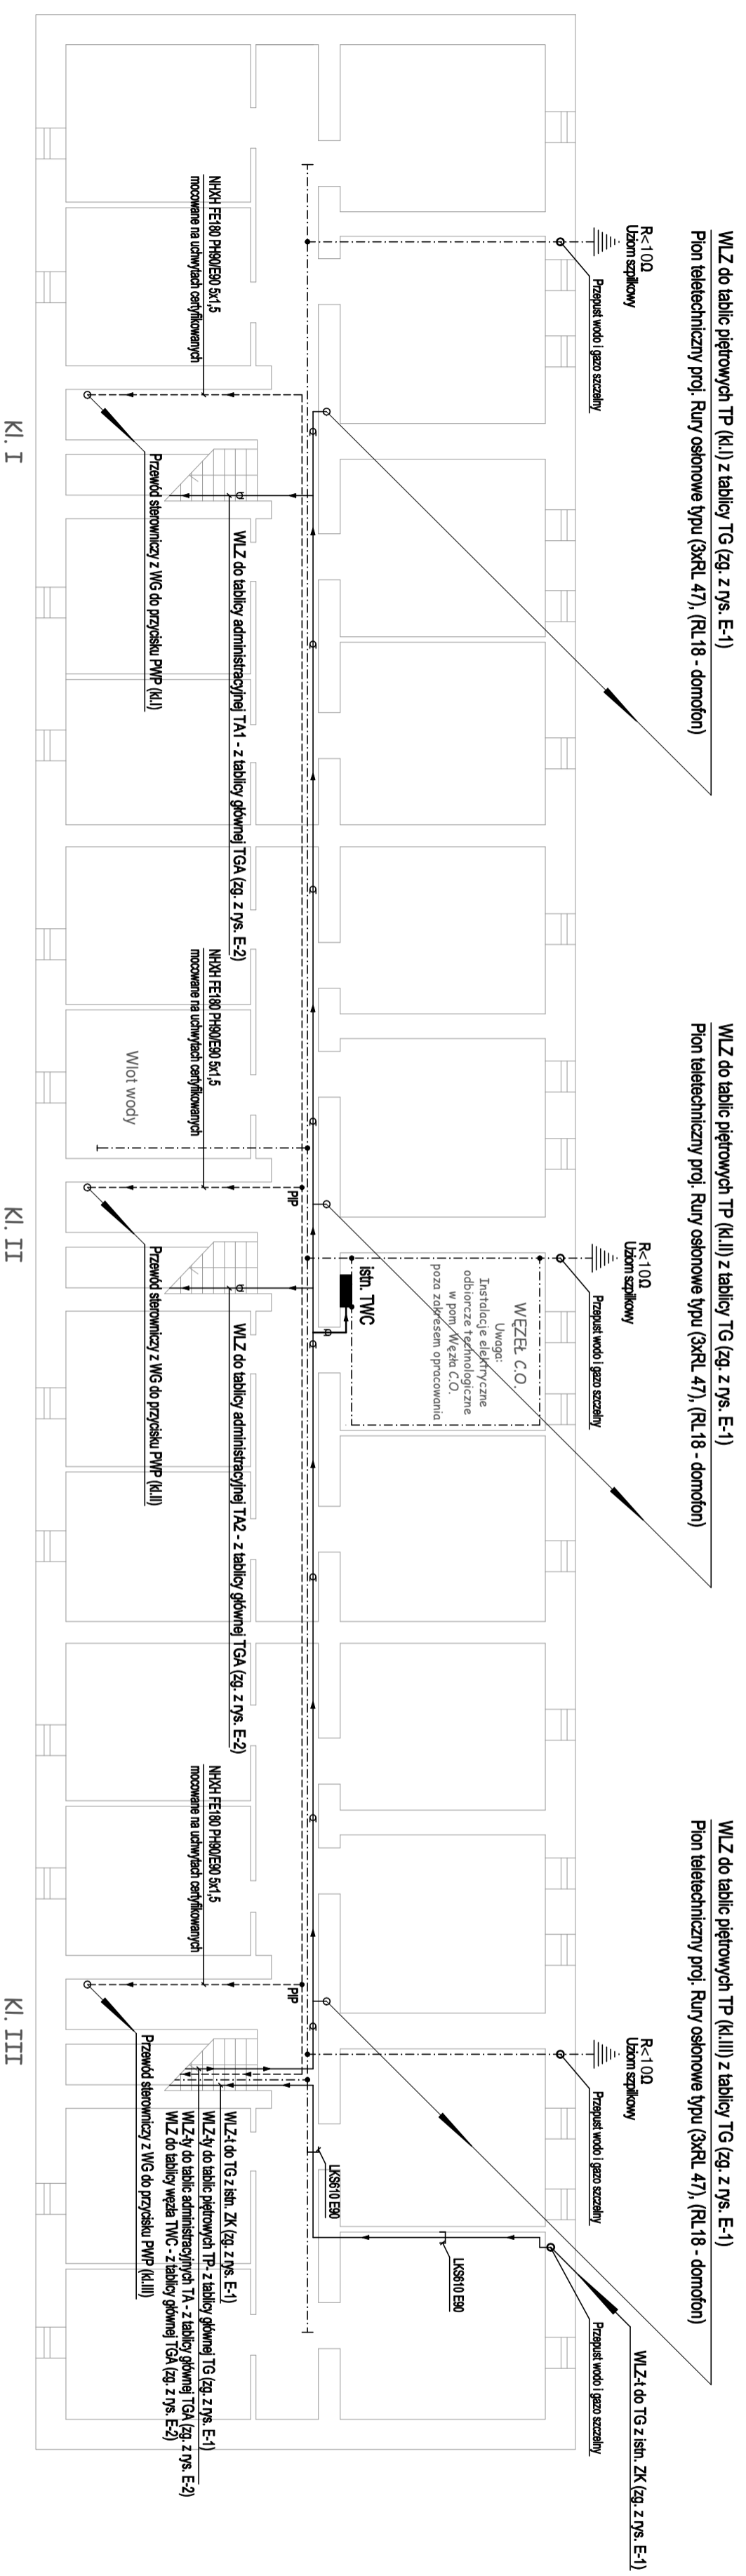 WLZ do tablic piętrowych TP (kl.I) z tablicy TG (zg. z rys. E-1)
Pion teletechniczny proj. Rury osłonowe typu (3xRL 47), (RL18 - domofon)
WLZ do tablic piętrowych TP (kl.II) z tablicy TG (zg. z rys. E-1)
Pion teletechniczny proj. Rury osłonowe typu (3xRL 47), (RL18 - domofon)
WLZ do tablic piętrowych TP (kl.III) z tablicy TG (zg. z rys. E-1)
Pion teletechniczny proj. Rury osłonowe typu (3xRL 47), (RL18 - domofon)
R<10Ω
Uziom szpilkowy
Przepust wodo i gazo szczelny
R<10Ω
Uziom szpilkowy
Przepust wodo i gazo szczelny
R<10Ω
Uziom szpilkowy
Przepust wodo i gazo szczelny
WLZ-t do TG z istn. ZK (zg. z rys. E-1)
Przepust wodo i gazo szczelny
WĘZEŁ C.O.
Uwaga:
Instalacje elektryczne
odbiorcze technologiczne
w pom. Węzła C.O.
poza zakresem opracowania
istn. TWC
LKS610 E90
LKS610 E90
PIP
PIP
NHXH FE180 PH90/E90 5x1,5
mocowane na uchwytach certyfikowanych
WLZ do tablicy administracyjnej TA1 - z tablicy głównej TGA (zg. z rys. E-2)
Przewód sterowniczy z WG do przycisku PWP (kl.I)
NHXH FE180 PH90/E90 5x1,5
mocowane na uchwytach certyfikowanych
Wlot wody
WLZ do tablicy administracyjnej TA2 - z tablicy głównej TGA (zg. z rys. E-2)
Przewód sterowniczy z WG do przycisku PWP (kl.II)
NHXH FE180 PH90/E90 5x1,5
mocowane na uchwytach certyfikowanych
WLZ-t do TG z istn. ZK (zg. z rys. E-1)
WLZ-ty do tablic piętrowych TP - z tablicy głównej TG (zg. z rys. E-1)
WLZ-ty do tablic administracyjnych TA - z tablicy głównej TGA (zg. z rys. E-2)
WLZ do tablicy węzła TWC - z tablicy głównej TGA (zg. z rys. E-2)
Przewód sterowniczy z WG do przycisku PWP (kl.III)
Kl. I
Kl. II
Kl. III